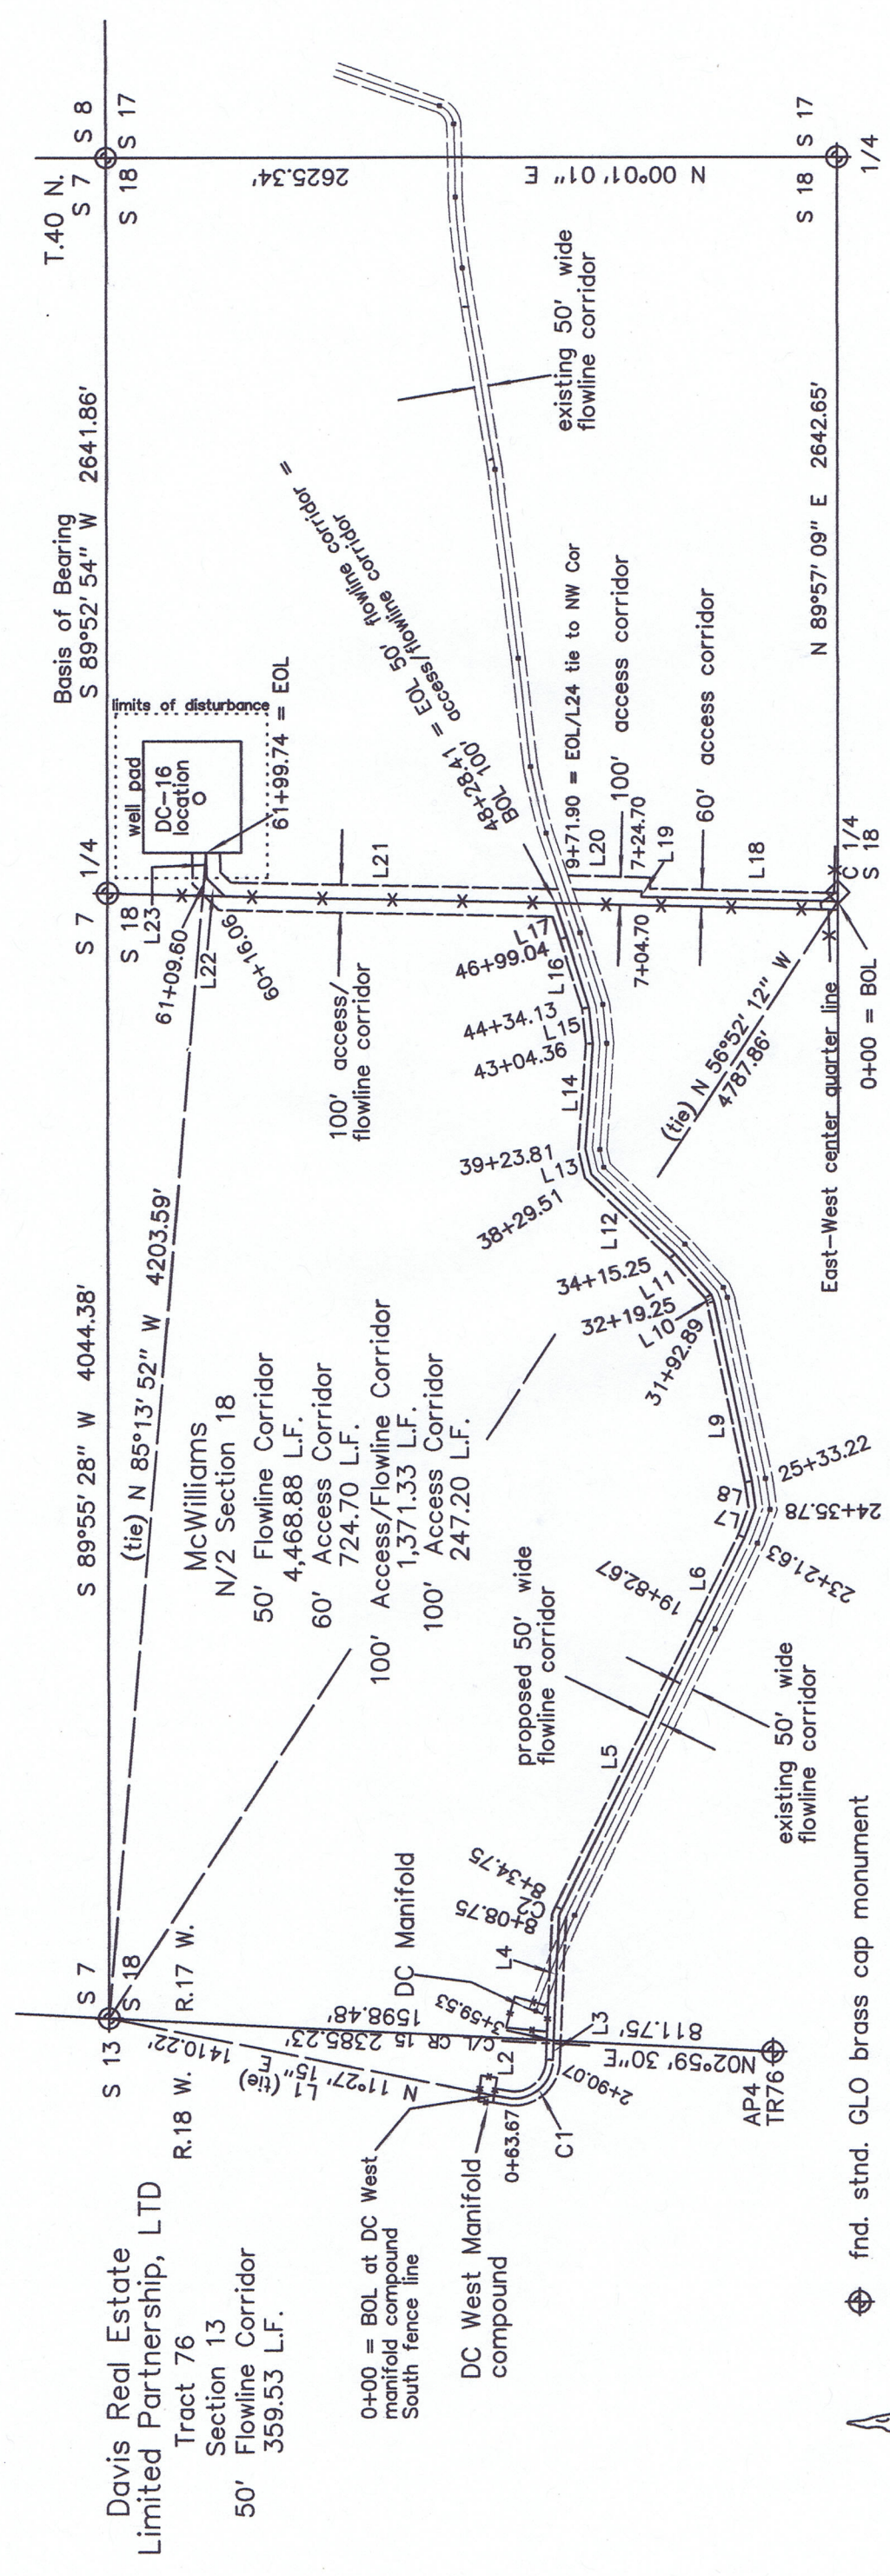 Davis Real Estate
Limited Partnership, LTD
Tract 76
Section 13
50' Flowline Corridor
359.53 L.F.
R.18 W.
R.17 W.
S 13
S 7
S 18
S 89°55' 28" W 4044.38'
S 7
1/4
S 18
Basis of Bearing
S 89°52' 54" W 2641.86'
T.40 N.
S 7
S 8
S 18
S 17
(tie) N 85°13' 52" W 4203.59'
McWilliams
N/2 Section 18
50' Flowline Corridor
4,468.88 L.F.
60' Access Corridor
724.70 L.F.
100' Access/Flowline Corridor
1,371.33 L.F.
100' Access Corridor
247.20 L.F.
limits of disturbance
well pad
DC-16
location
61+99.74 = EOL
L23
61+09.60
L22
60+16.06
L21
100' access/
flowline corridor
48+28.41 = EOL 50' flowline corridor =
BOL 100' access/flowline corridor
2625.34'
N 00°01' 01" E
existing 50' wide
flowline corridor
9+71.90 = EOL/L24 tie to NW Cor
L20
100' access corridor
7+24.70
L19
60' access corridor
7+04.70
L18
N 89°57' 09" E 2642.65'
S 18
S 17
1/4
C 1/4
S 18
0+00 = BOL
East-West center quarter line
(tie) N 56°52' 12" W
4787.86'
L17
46+99.04
L16
44+34.13
L15
43+04.36
L14
39+23.81
L13
38+29.51
L12
34+15.25
L11
32+19.25
L10
31+92.89
L9
25+33.22
L8
24+35.78
L7
23+21.63
L6
19+82.67
proposed 50' wide
flowline corridor
L5
existing 50' wide
flowline corridor
8+34.75
C2
8+08.75
L4
DC Manifold
3+59.53
L3
1598.48'
C/L CR 15 2385.23'
811.75'
N02°59' 30"E
1410.22'
N 11°27' 15" E
L1 (tie)
L2
2+90.07
C1
0+63.67
0+00 = BOL at DC West
manifold compound
South fence line
DC West Manifold
compound
AP4
TR76
fnd. stnd. GLO brass cap monument